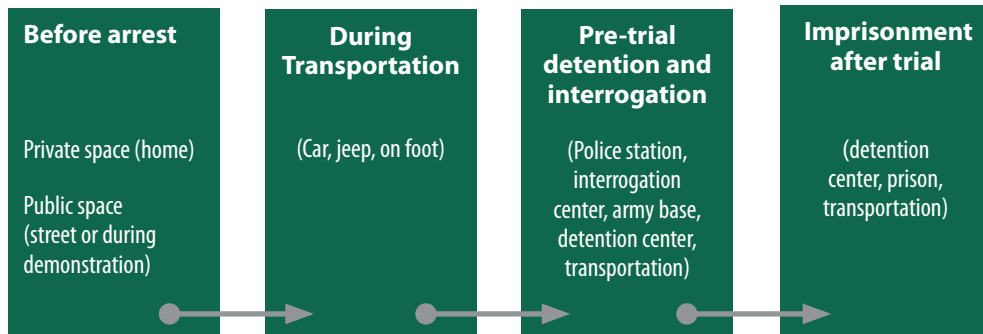 Before arrest
Private space (home)
Public space
(street or during
demonstration)
During
Transportation
(Car, jeep, on foot)
Pre-trial
detention and
interrogation
(Police station,
interrogation
center, army base,
detention center,
transportation)
Imprisonment
after trial
(detention
center, prison,
transportation)